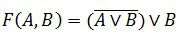 F(A,B) = (\overline{A ∨ B}) ∨ B